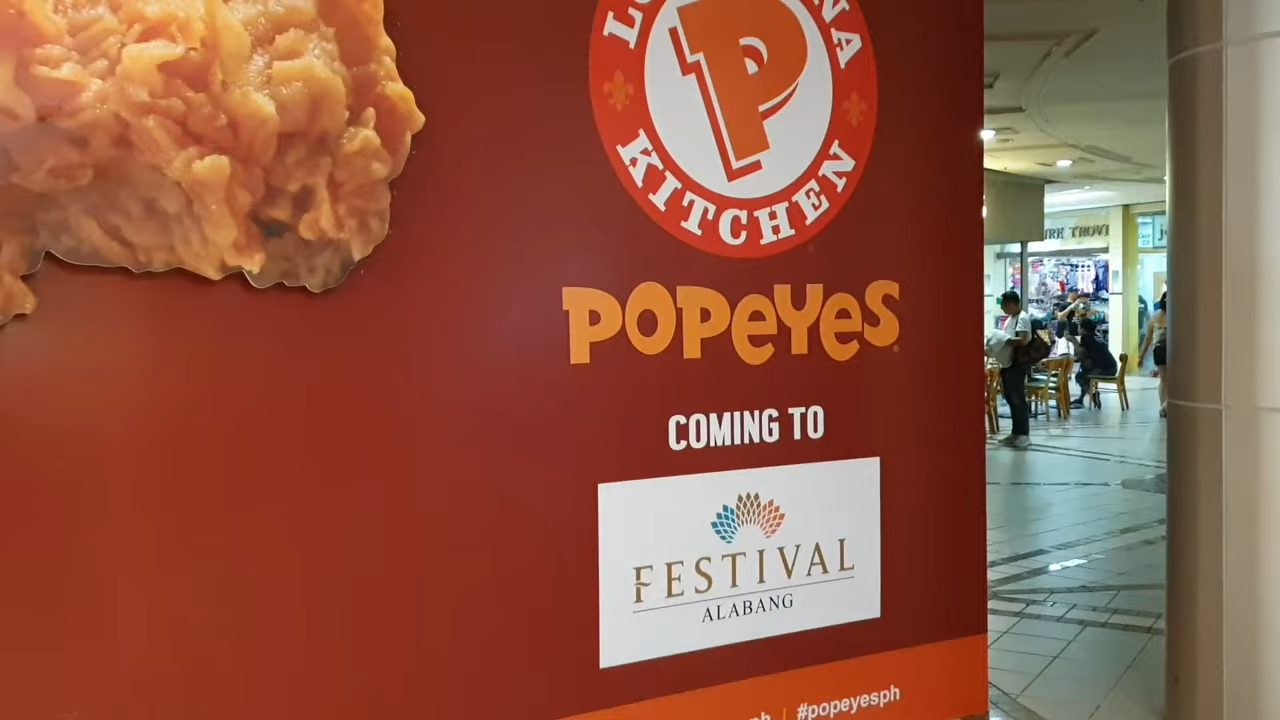 KITCHEN
POPEYES
COMING TO
FESTIVAL
ALABANG
#popeyesph